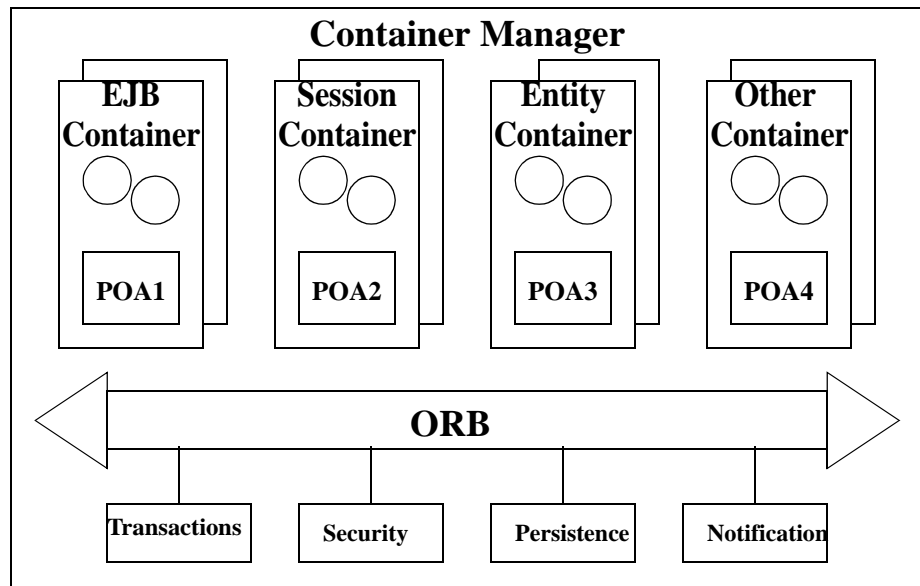 Container Manager
EJB
Container
Session
Container
Entity
Container
Other
Container
POA1
POA2
POA3
POA4
ORB
Transactions
Security
Persistence
Notification